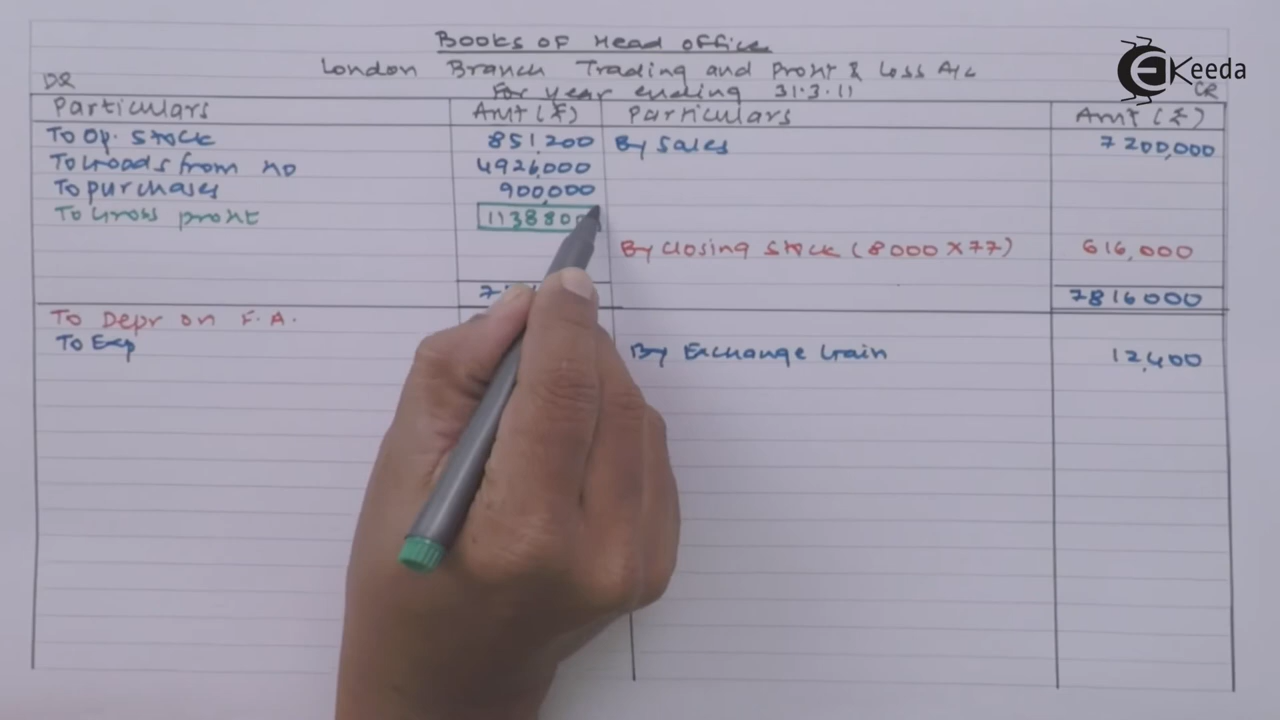 Books of Head office
London Branch Trading and Profit & Loss A/c
For year ending 31.3.11
DR
CR
Particulars Amt (₹) Particulars Amt (₹)
To Op. Stock 851,200 By Sales 7200,000
To Goods from HO 4926,000
To purchases 900,000
To Gross profit 113880
By Closing Stock (8000 x 77) 616,000
7816000
To Depr on F.A.
To Exp By Exchange Gain 12,400
EKeeda